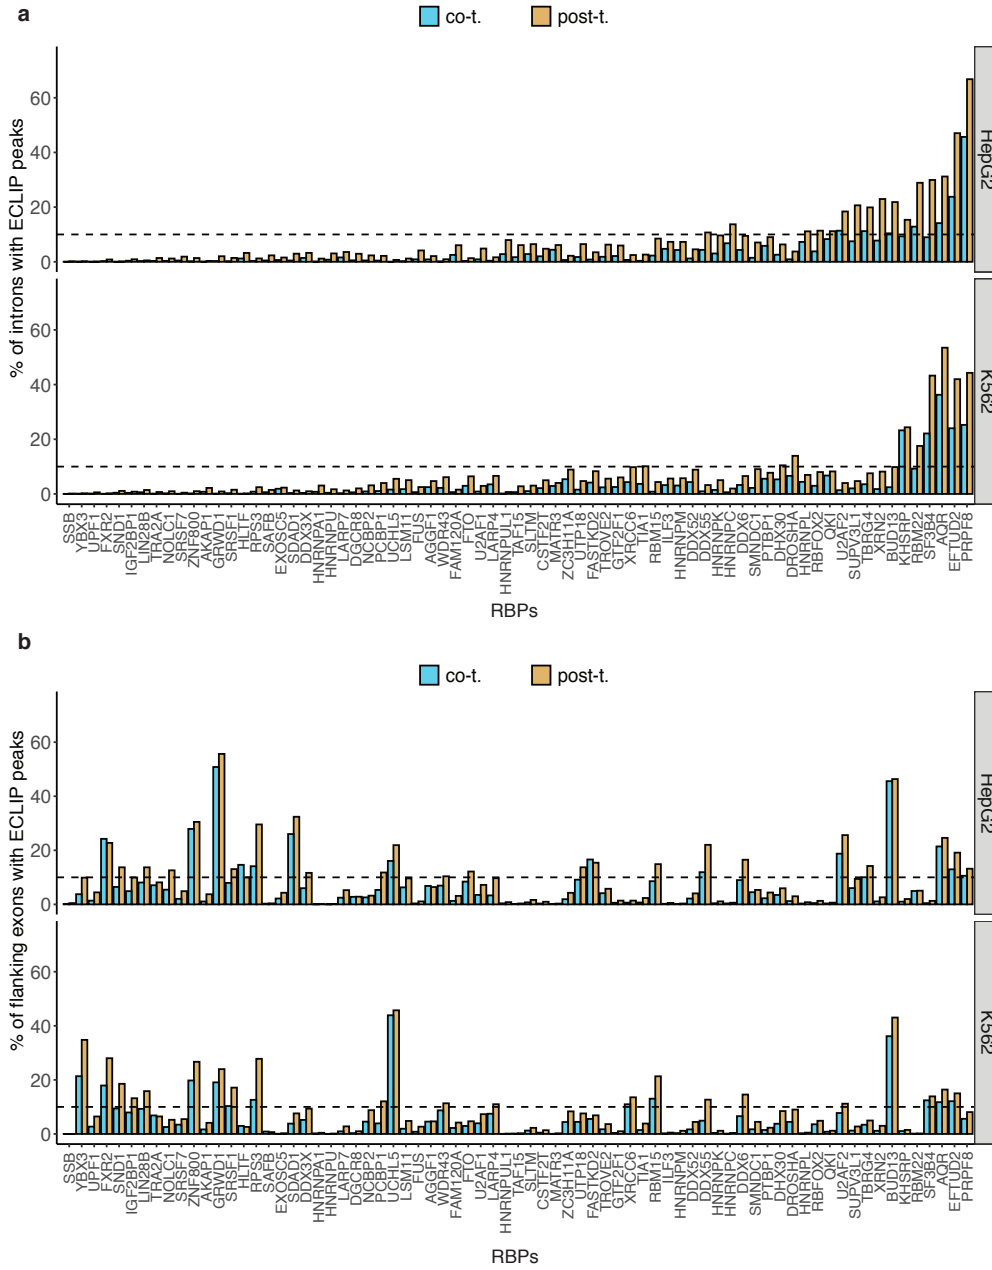 a
co-t. post-t.
% of introns with ECLIP peaks
60
40
20
0
HepG2
60
40
20
0
K562
SSB
YBX3
UPF1
FXR2
SND1
IGF2BP1
LIN28B
TRA2A
NOLC1
SRSF7
ZNF800
AKAP1
GRWD1
SRSF1
HLTF
RPS3
SAFB
EXOSC5
SDAD1
DDX3X
HNRNPA1
HNRNPU
LARP7
DGCR8
NCBP2
PCBP1
UCHL5
LSM11
FUS
AGGF1
WDR43
FAM120A
FTO
U2AF1
LARP4
HNRNPUL1
TAF15
SLTM
CSTF2T
MATR3
ZC3H11A
UTP18
FASTKD2
TROVE2
GTF2F1
XRCC6
TIA1
RBM15
ILF3
HNRNPM
DDX52
DDX55
HNRNPK
HNRNPC
DDX6
SMNDC1
PTBP1
DHX30
DROSHA
HNRNPL
RBFOX2
QKI
U2AF2
SUPV3L1
TBRG4
XRN2
BUD13
KHSRP
RBM22
SF3B4
AQR
EFTUD2
PRPF8
RBPs
b
co-t. post-t.
% of flanking exons with ECLIP peaks
60
40
20
0
HepG2
60
40
20
0
K562
SSB
YBX3
UPF1
FXR2
SND1
IGF2BP1
LIN28B
TRA2A
NOLC1
SRSF7
ZNF800
AKAP1
GRWD1
SRSF1
HLTF
RPS3
SAFB
EXOSC5
SDAD1
DDX3X
HNRNPA1
HNRNPU
LARP7
DGCR8
NCBP2
PCBP1
UCHL5
LSM11
FUS
AGGF1
WDR43
FAM120A
FTO
U2AF1
LARP4
HNRNPUL1
TAF15
SLTM
CSTF2T
MATR3
ZC3H11A
UTP18
FASTKD2
TROVE2
GTF2F1
XRCC6
TIA1
RBM15
ILF3
HNRNPM
DDX52
DDX55
HNRNPK
HNRNPC
DDX6
SMNDC1
PTBP1
DHX30
DROSHA
HNRNPL
RBFOX2
QKI
U2AF2
SUPV3L1
TBRG4
XRN2
BUD13
KHSRP
RBM22
SF3B4
AQR
EFTUD2
PRPF8
RBPs